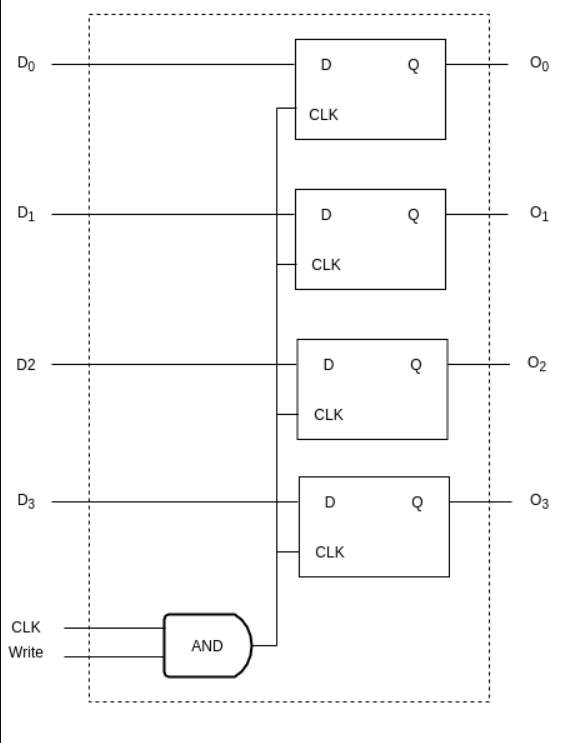 D0 D Q O0
CLK
D1 D Q O1
CLK
D2 D Q O2
CLK
D3 D Q O3
CLK
CLK
AND
Write